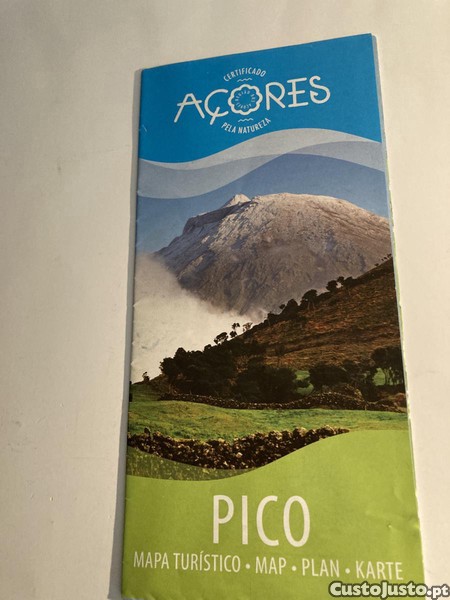 CERTIFICADO
AÇORES
PELA NATUREZA
PICO
MAPA TURÍSTICO • MAP • PLAN • KARTE
CustoJusto.pt